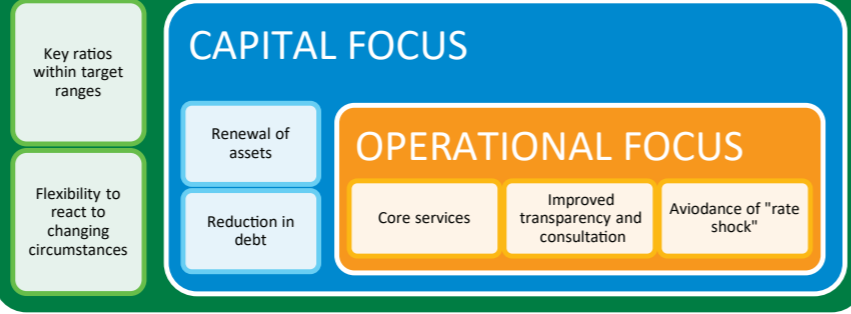 Key ratios
within target
ranges
Flexibility to
react to
changing
circumstances
CAPITAL FOCUS
Renewal of
assets
Reduction in
debt
OPERATIONAL FOCUS
Core services
Improved
transparency and
consultation
Aviodance of "rate
shock"